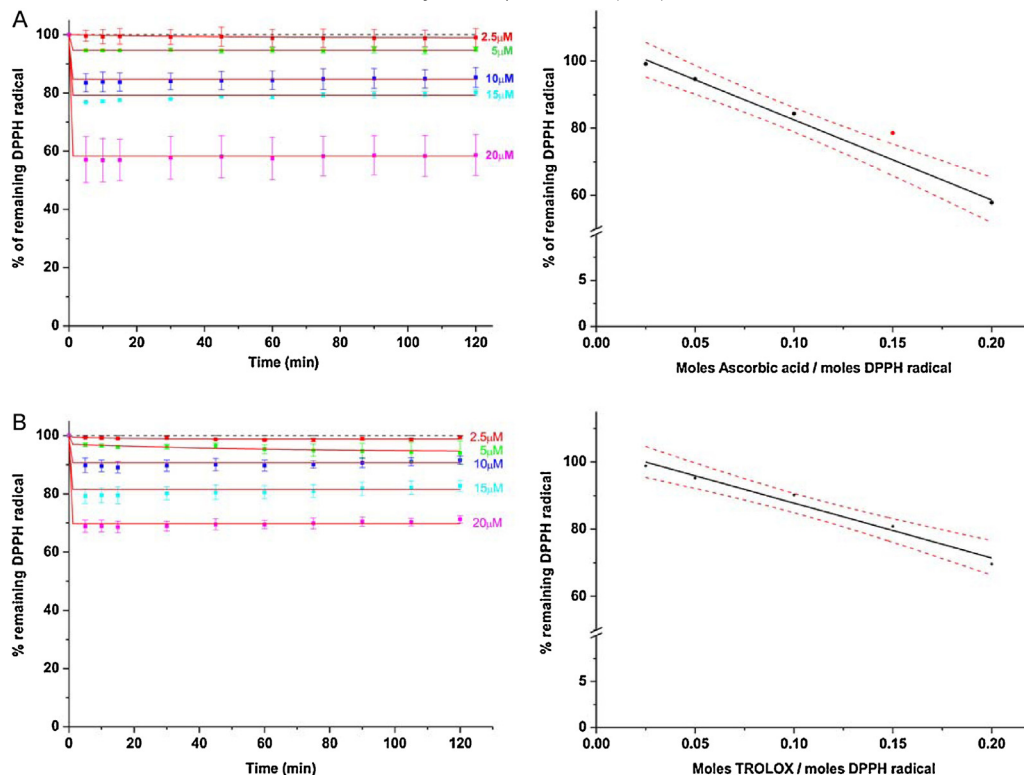 A
% of remaining DPPH radical
100
80
60
40
20
0
2.5µM
5µM
10µM
15µM
20µM
0 20 40 60 80 100 120
Time (min)
% of remaining DPPH radical
100
80
60
5
0
0.00 0.05 0.10 0.15 0.20
Moles Ascorbic acid / moles DPPH radical
B
% remaining DPPH radical
100
80
60
40
20
0
2.5µM
5µM
10µM
15µM
20µM
0 20 40 60 80 100 120
Time (min)
% remaining DPPH radical
100
80
60
5
0
0.00 0.05 0.10 0.15 0.20
Moles TROLOX / moles DPPH radical